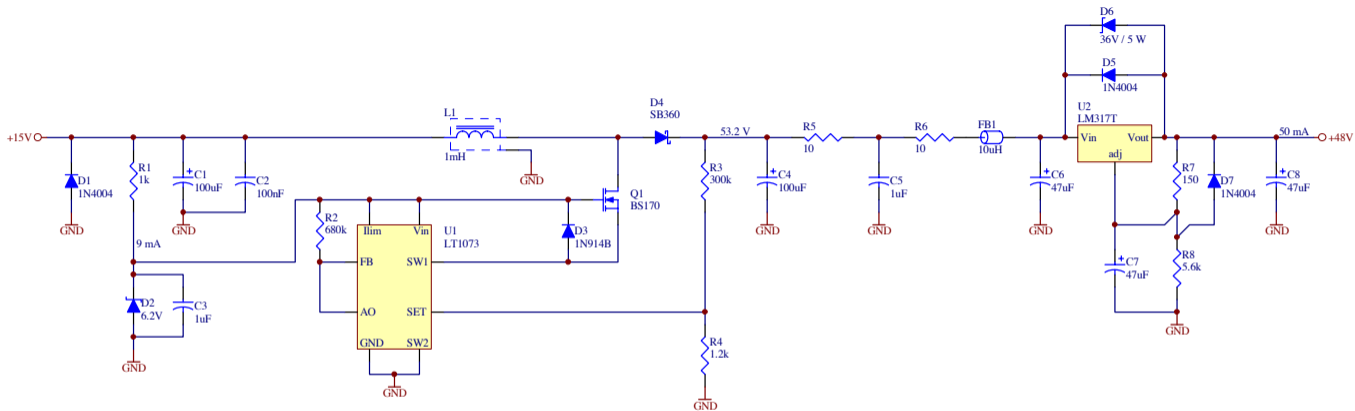 D6
36V / 5 W
D5
1N4004
U2
LM317T
Vin
Vout
adj
+15V
D1
1N4004
GND
R1
1k
9 mA
C1
100uF
C2
100nF
GND
L1
1mH
GND
D4
SB360
53.2 V
Q1
BS170
R2
680k
Ilim
Vin
U1
LT1073
D3
1N914B
FB
SW1
AO
SET
GND
SW2
GND
D2
6.2V
C3
1uF
GND
R3
300k
R4
1.2k
GND
C4
100uF
GND
R5
10
C5
1uF
GND
R6
10
FB1
10uH
C6
47uF
GND
R7
150
D7
1N4004
C7
47uF
R8
5.6k
GND
C8
47uF
GND
50 mA
+48V